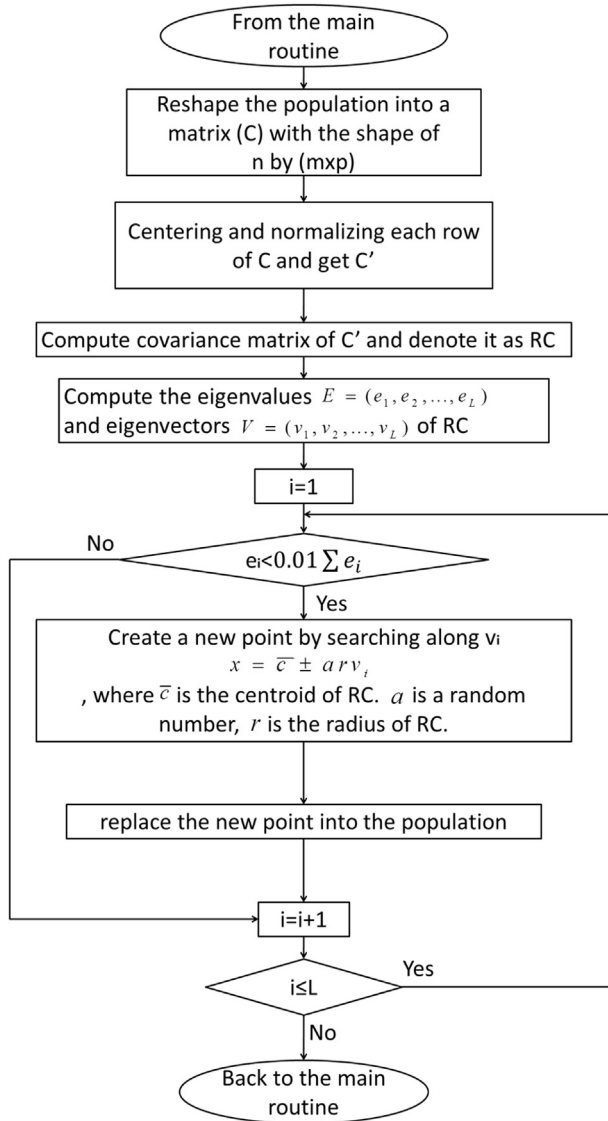 From the main
routine
Reshape the population into a
matrix (C) with the shape of
n by (mxp)
Centering and normalizing each row
of C and get C’
Compute covariance matrix of C’ and denote it as RC
Compute the eigenvalues E = (e₁, e₂, ..., e_L)
and eigenvectors V = (v₁, v₂, ..., v_L) of RC
i=1
No
eᵢ<0.01 ∑ eᵢ
Yes
Create a new point by searching along vᵢ
x = c̄ ± a r vᵢ
, where c̄ is the centroid of RC. a is a random
number, r is the radius of RC.
replace the new point into the population
i=i+1
i≤L
Yes
No
Back to the main
routine